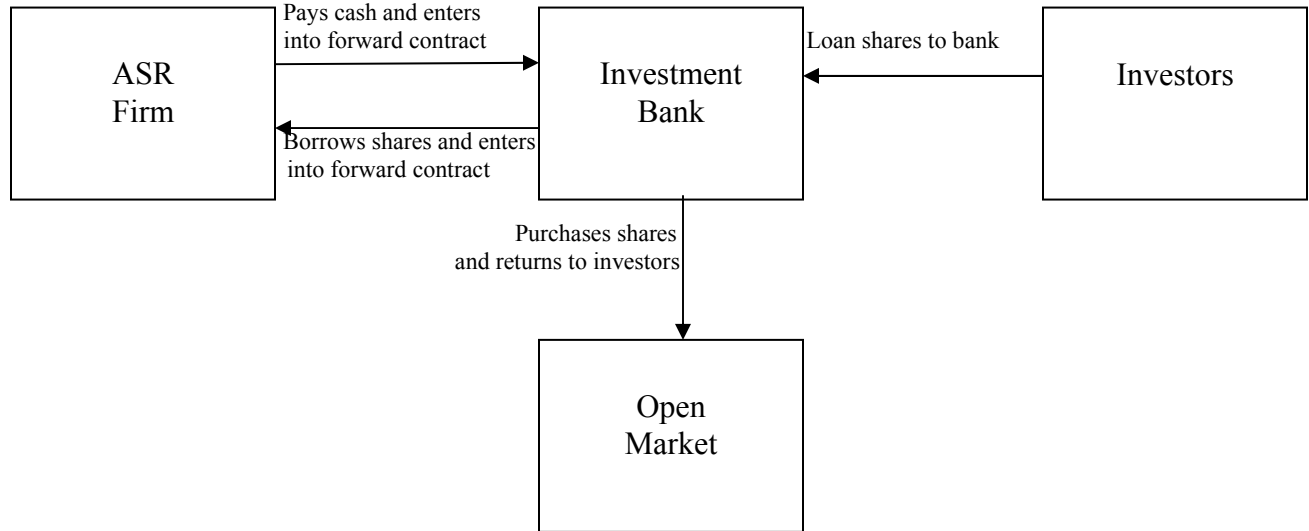 Pays cash and enters
into forward contract
Loan shares to bank
ASR
Firm
Investment
Bank
Investors
Borrows shares and enters
into forward contract
Purchases shares
and returns to investors
Open
Market